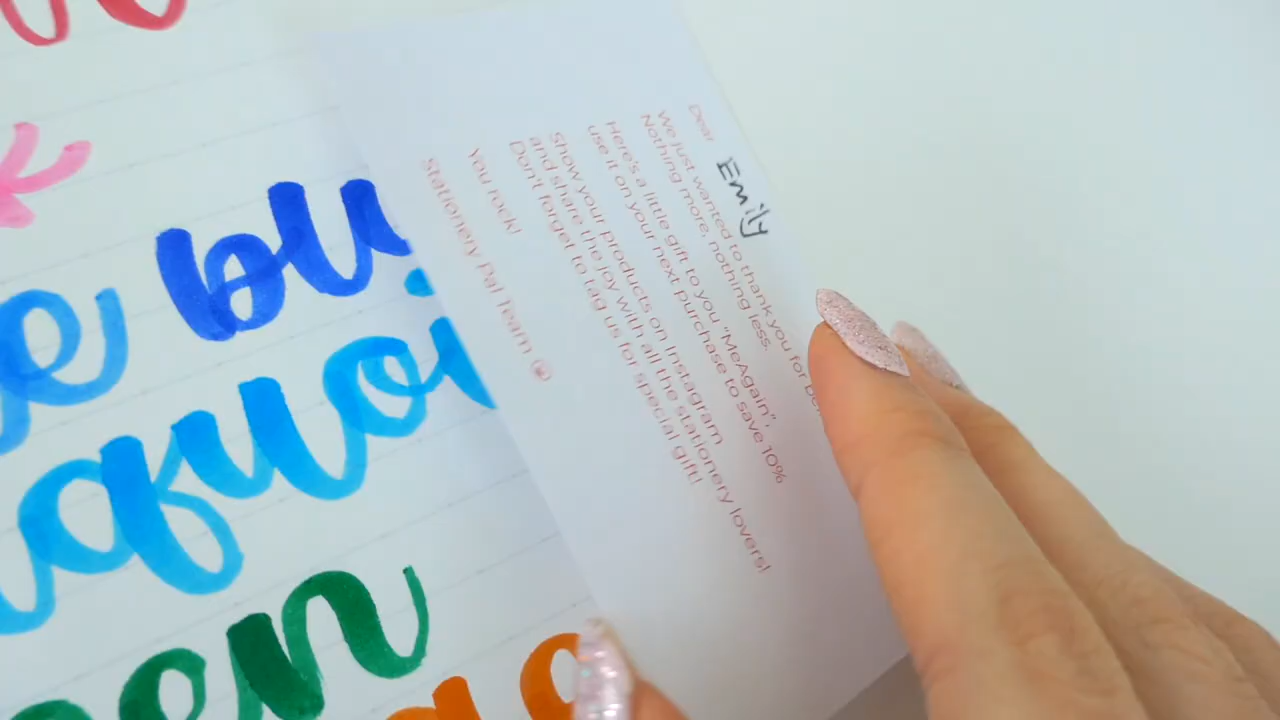 Dear Emily
We just wanted to thank you for
Nothing more, nothing less.
Here's a little gift to you "MeAgain",
use it on your next purchase to save 10%
Show your products on Instagram
and share the joy with all the stationery lovers!
Don't forget to tag us for special gift!
You rock!
Stationery Pal Team
bu